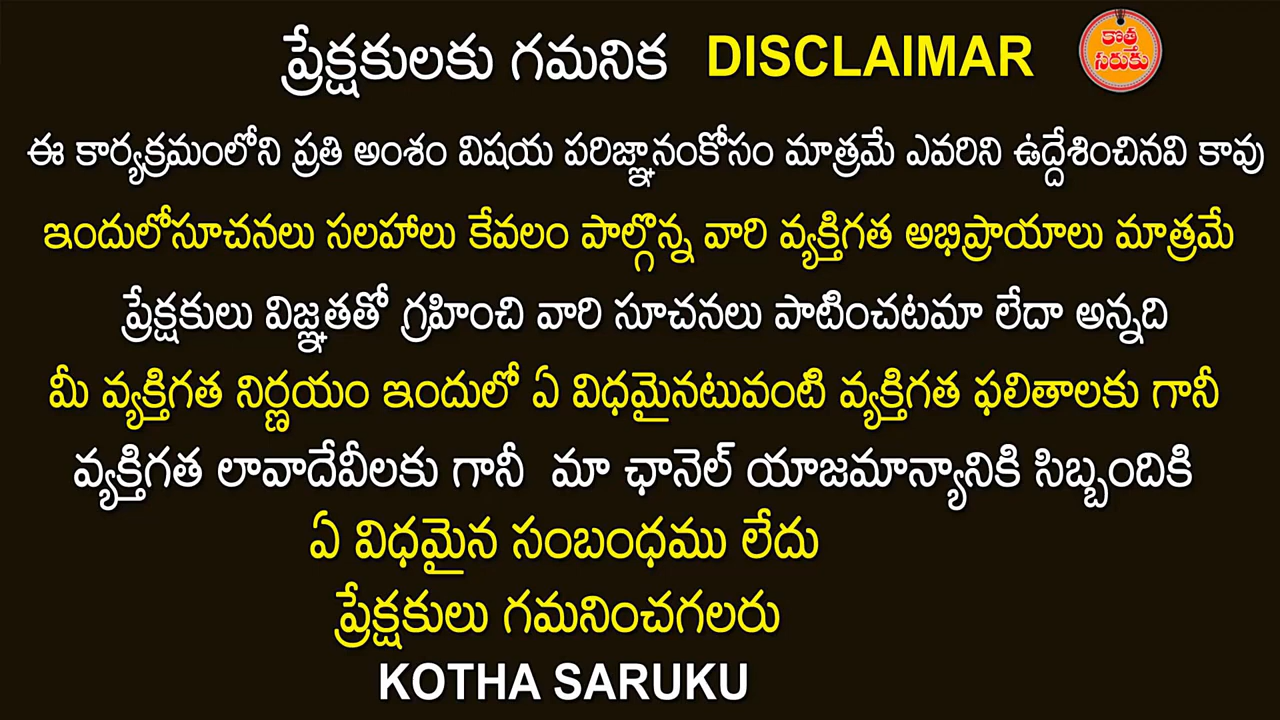 ప్రేక్షకులకు గమనిక DISCLAIMAR
కొత్త
సరుకు
ఈ కార్యక్రమంలోని ప్రతి అంశం విషయ పరిజ్ఞానంకోసం మాత్రమే ఎవరిని ఉద్దేశించినవి కావు
ఇందులోసూచనలు సలహాలు కేవలం పాల్గొన్న వారి వ్యక్తిగత అభిప్రాయాలు మాత్రమే
ప్రేక్షకులు విజ్ఞతతో గ్రహించి వారి సూచనలు పాటించటమా లేదా అన్నది
మీ వ్యక్తిగత నిర్ణయం ఇందులో ఏ విధమైనటువంటి వ్యక్తిగత ఫలితాలకు గానీ
వ్యక్తిగత లావాదేవీలకు గానీ మా ఛానెల్ యాజమాన్యానికి సిబ్బందికి
ఏ విధమైన సంబంధము లేదు
ప్రేక్షకులు గమనించగలరు
KOTHA SARUKU